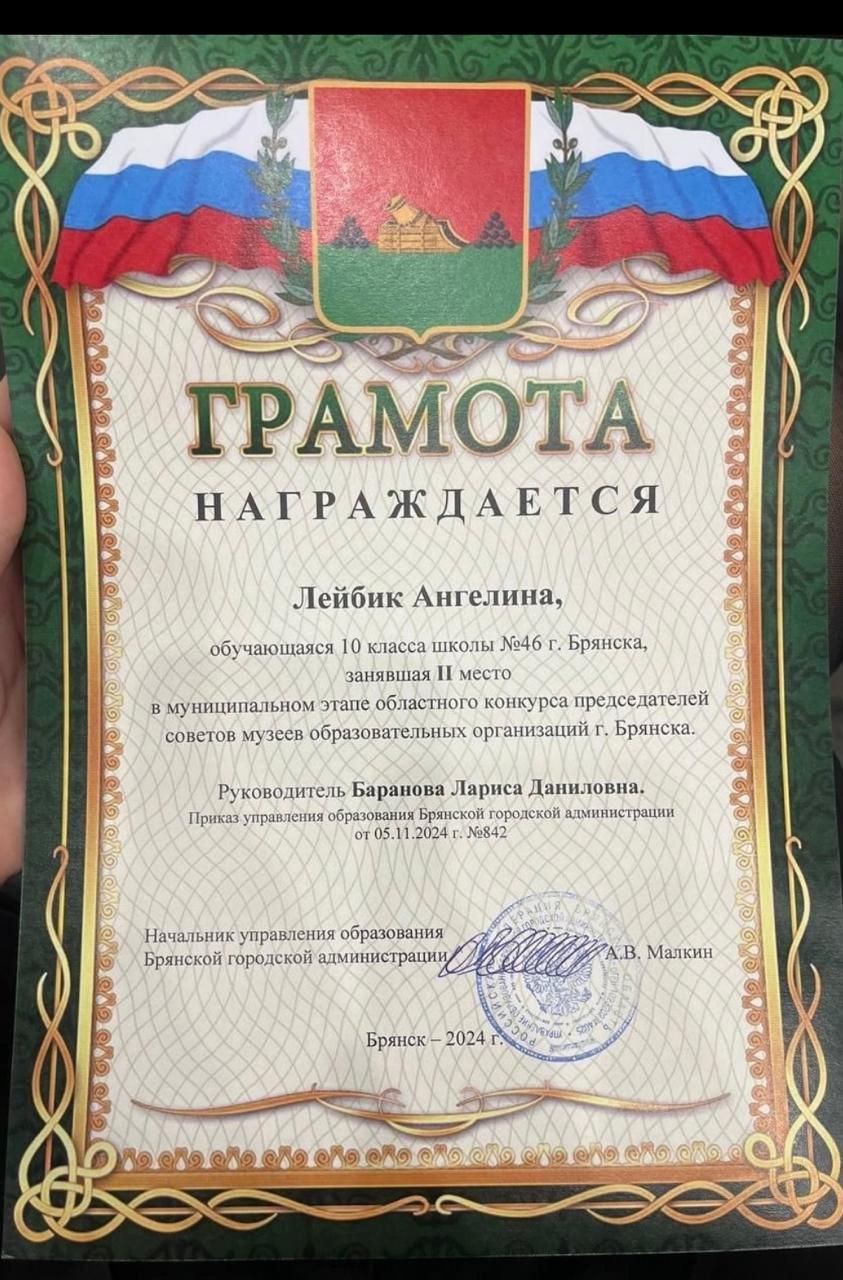 ГРАМОТА
НАГРАЖДАЕТСЯ
Лейбик Ангелина,
обучающаяся 10 класса школы №46 г. Брянска,
занявшая II место
в муниципальном этапе областного конкурса председателей
советов музеев образовательных организаций г. Брянска.
Руководитель Баранова Лариса Даниловна.
Приказ управления образования Брянской городской администрации
от 05.11.2024 г. №842
Начальник управления образования
Брянской городской администрации А.В. Малкин
Брянск – 2024 г.